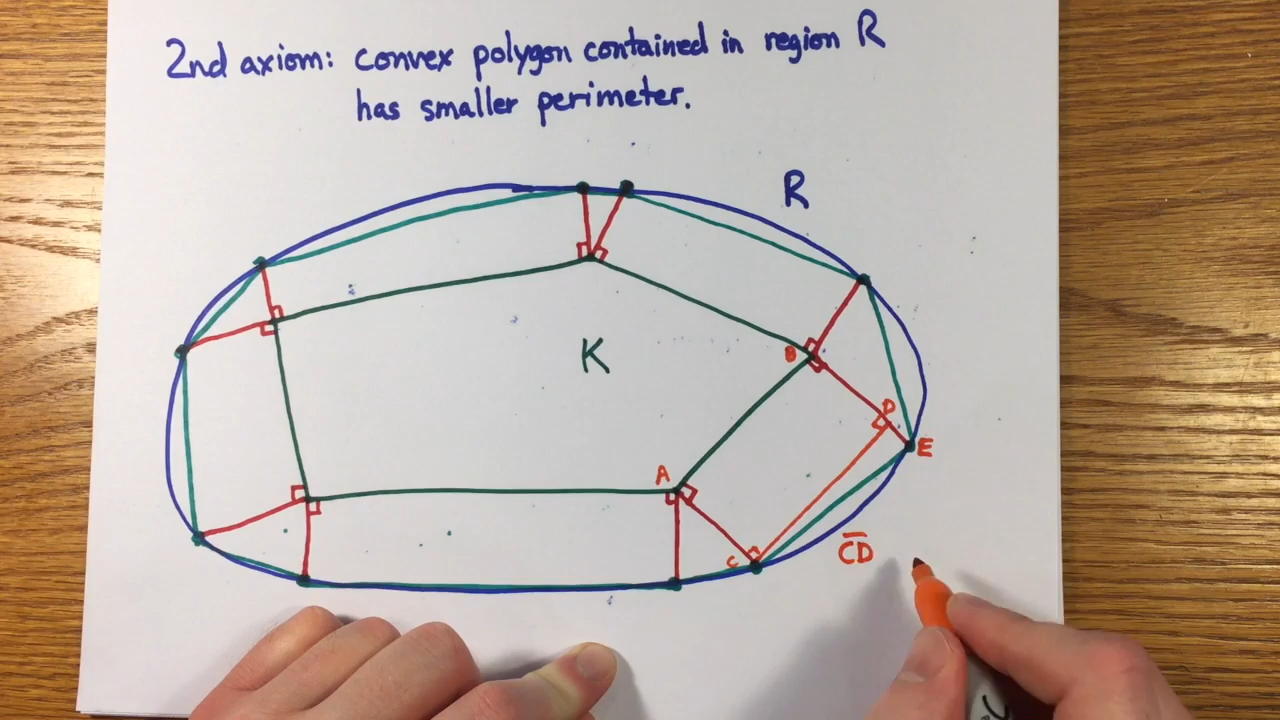 2nd axiom: convex polygon contained in region R
has smaller perimeter.
R
K
B
D
E
A
C
CD